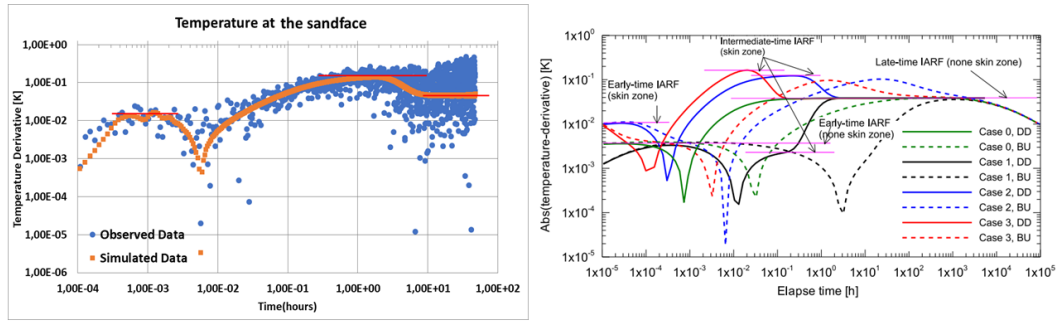 Temperature at the sandface
Temperature Derivative [K]
1,00E+00
1,00E-01
1,00E-02
1,00E-03
1,00E-04
1,00E-05
1,00E-06
Observed Data
Simulated Data
1,00E-04
1,00E-03
1,00E-02
1,00E-01
1,00E+00
1,00E+01
1,00E+02
Time(hours)
Abs(temperature-derivative) [K]
1x10⁰
1x10⁻¹
1x10⁻²
1x10⁻³
1x10⁻⁴
1x10⁻⁵
Intermediate-time IARF
(skin zone)
Late-time IARF (none skin zone)
Early-time IARF
(skin zone)
Early-time IARF
(none skin zone)
Case 0, DD
Case 0, BU
Case 1, DD
Case 1, BU
Case 2, DD
Case 2, BU
Case 3, DD
Case 3, BU
1x10⁻⁵
1x10⁻⁴
1x10⁻³
1x10⁻²
1x10⁻¹
1x10⁰
1x10¹
1x10²
1x10³
1x10⁴
1x10⁵
Elapse time [h]